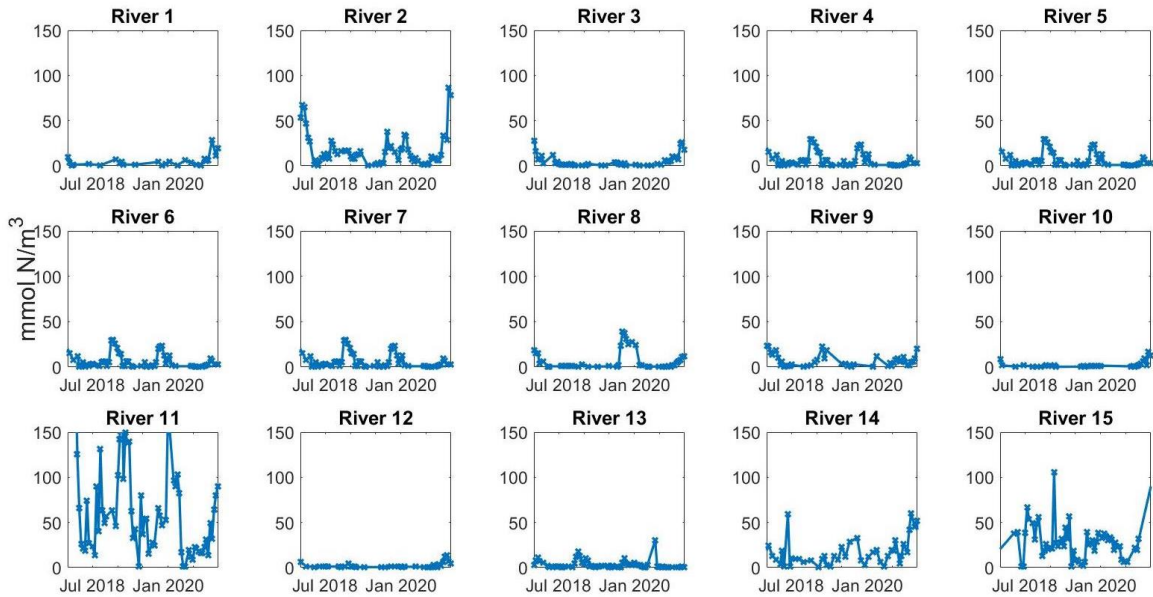 River 1 River 2 River 3 River 4 River 5
150 150 150 150 150
100 100 100 100 100
50 50 50 50 50
0 0 0 0 0
Jul 2018 Jan 2020 Jul 2018 Jan 2020 Jul 2018 Jan 2020 Jul 2018 Jan 2020 Jul 2018 Jan 2020
River 6 River 7 River 8 River 9 River 10
mmol N/m³
150 150 150 150 150
100 100 100 100 100
50 50 50 50 50
0 0 0 0 0
Jul 2018 Jan 2020 Jul 2018 Jan 2020 Jul 2018 Jan 2020 Jul 2018 Jan 2020 Jul 2018 Jan 2020
River 11 River 12 River 13 River 14 River 15
150 150 150 150 150
100 100 100 100 100
50 50 50 50 50
0 0 0 0 0
Jul 2018 Jan 2020 Jul 2018 Jan 2020 Jul 2018 Jan 2020 Jul 2018 Jan 2020 Jul 2018 Jan 2020